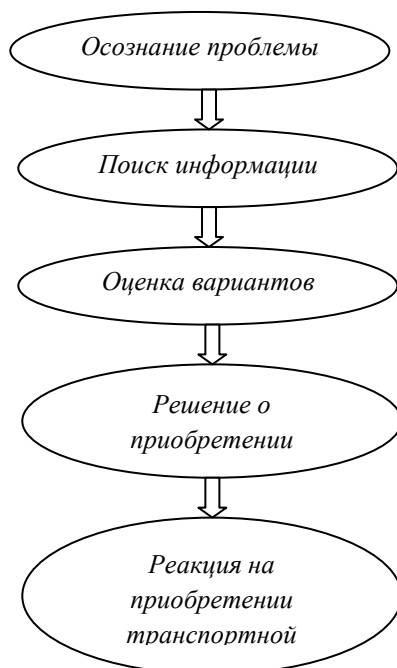 Осознание проблемы
Поиск информации
Оценка вариантов
Решение о
приобретении
Реакция на
приобретении
транспортной